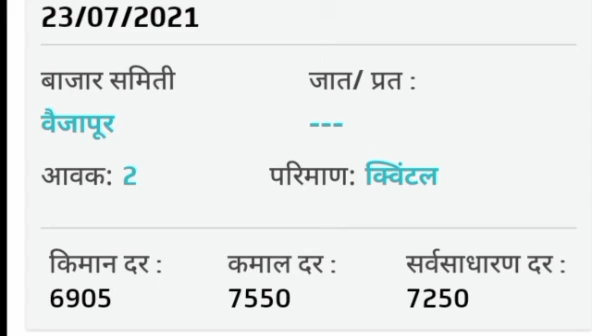 23/07/2021
बाजार समिती जात/ प्रत :
वैजापूर ---
आवक: 2 परिमाण: क्विंटल
किमान दर : कमाल दर : सर्वसाधारण दर :
6905 7550 7250